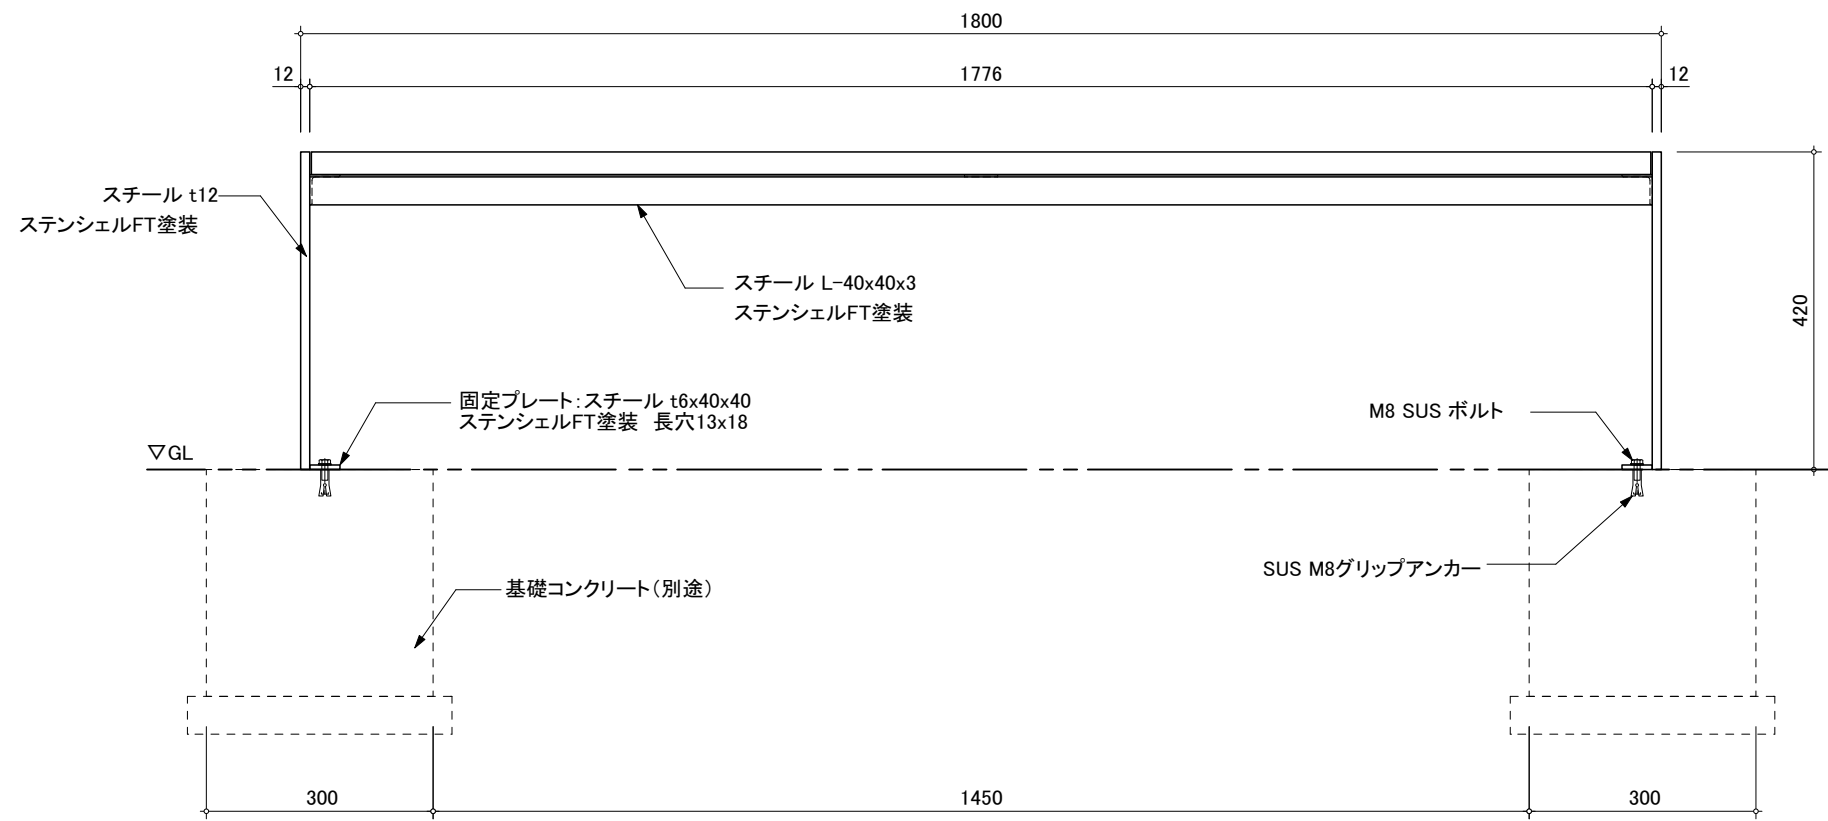 1800
12
1776
12
スチール t12
ステンシェルFT塗装
スチール L-40x40x3
ステンシェルFT塗装
420
固定プレート：スチール t6x40x40
ステンシェルFT塗装　長穴13x18
M8 SUS ボルト
▽GL
SUS M8グリップアンカー
基礎コンクリート（別途）
300
1450
300